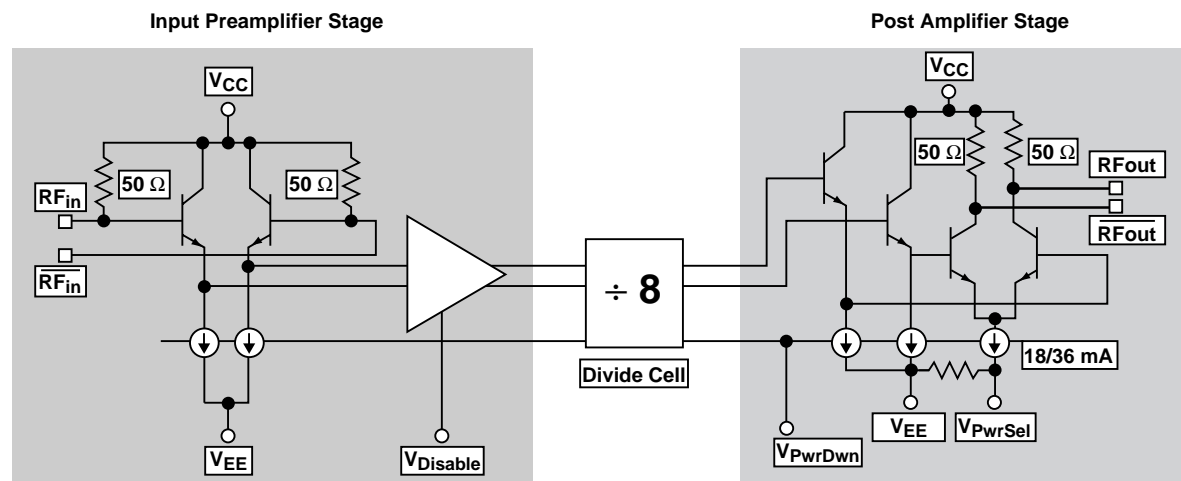 Input Preamplifier Stage
Post Amplifier Stage
VCC
50 Ω
50 Ω
RFin
RFin
VEE
VDisable
÷ 8
Divide Cell
VCC
50 Ω
50 Ω
RFout
RFout
18/36 mA
VEE
VPwrSel
VPwrDwn